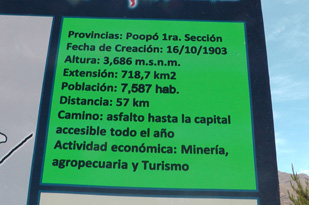 Provincias: Poopó 1ra. Sección
Fecha de Creación: 16/10/1903
Altura: 3,686 m.s.n.m.
Extensión: 718,7 km2
Población: 7,587 hab.
Distancia: 57 km
Camino: asfalto hasta la capital
accesible todo el año
Actividad económica: Minería,
agropecuaria y Turismo